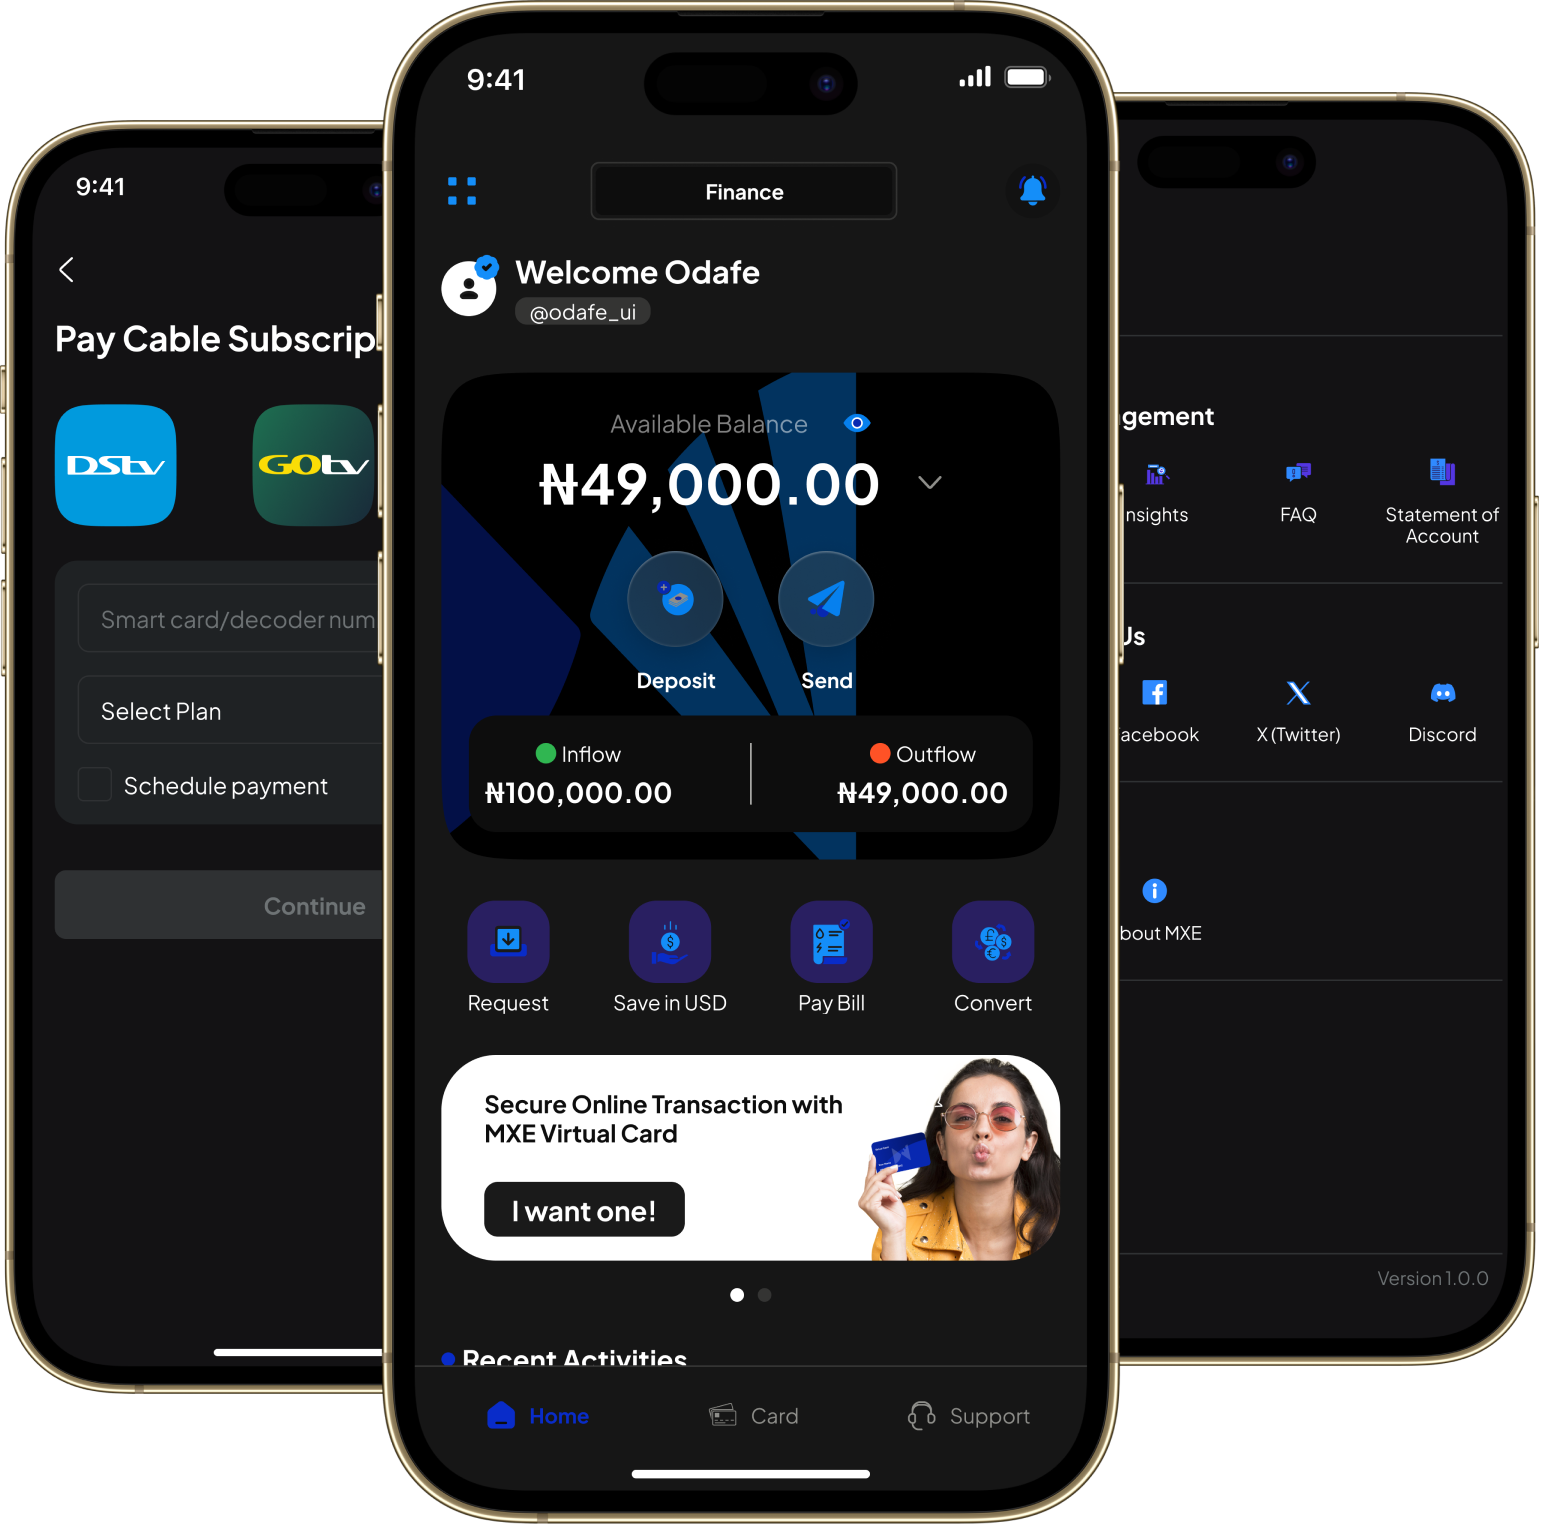 9:41
Pay Cable Subscrip
DStv
GOtv
Smart card/decoder num
Select Plan
Schedule payment
Continue
9:41
Finance
Welcome Odafe
@odafe_ui
Available Balance
₦49,000.00
Deposit
Send
Inflow
₦100,000.00
Outflow
₦49,000.00
Request
Save in USD
Pay Bill
Convert
Secure Online Transaction with
MXE Virtual Card
I want one!
Recent Activities
Home
Card
Support
gement
nsights
FAQ
Statement of
Account
Us
acebook
X (Twitter)
Discord
bout MXE
Version 1.0.0